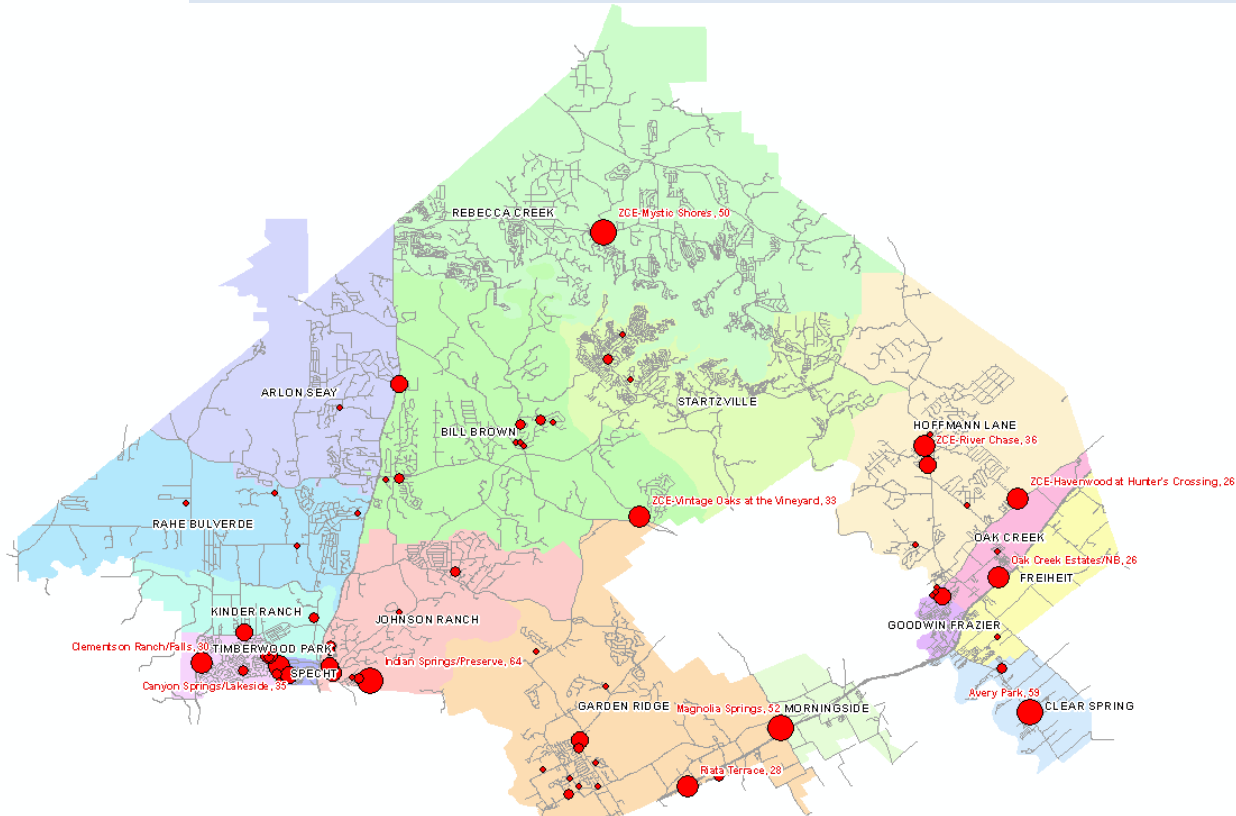 REBECCA CREEK
ZCE-Mystic Shores, 50
ARLON SEAY
STARTZVILLE
BILL BROWN
HOFFMANN LANE
ZCE-River Chase, 36
ZCE-Havenwood at Hunter's Crossing, 26
ZCE-Vintage Oaks at the Vineyard, 33
RAHE BULVERDE
OAK CREEK
Oak Creek Estates/NB, 26
FREIHEIT
KINDER RANCH
JOHNSON RANCH
GOODWIN FRAZIER
Clementson Ranch/Falls, 30
TIMBERWOOD PARK
Indian Springs/Preserve, 64
SPECHT
Canyon Springs/Lakeside, 35
Avery Park, 59
GARDEN RIDGE
Magnolia Springs, 52
MORNINGSIDE
CLEAR SPRING
Riata Terrace, 28